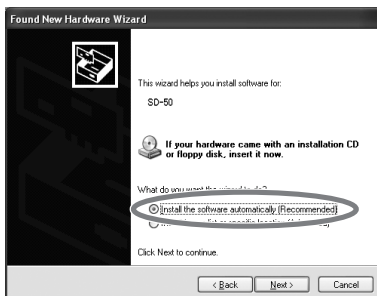 Found New Hardware Wizard
This wizard helps you install software for:
SD-50
If your hardware came with an installation CD
or floppy disk, insert it now.
What do you want the wizard to do?
Install the software automatically (Recommended)
Click Next to continue.
< Back
Next >
Cancel